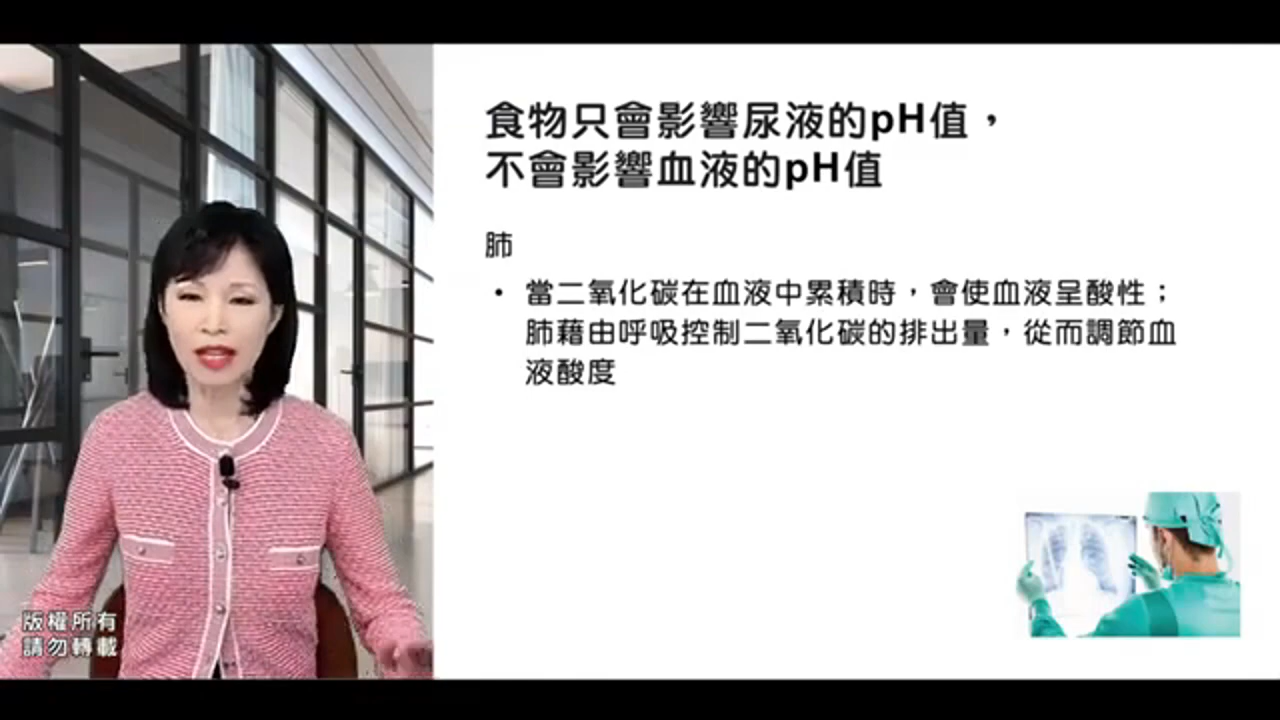 食物只會影響尿液的pH值，
不會影響血液的pH值
肺
• 當二氧化碳在血液中累積時，會使血液呈酸性；
肺藉由呼吸控制二氧化碳的排出量，從而調節血
液酸度
版權所有
請勿轉載